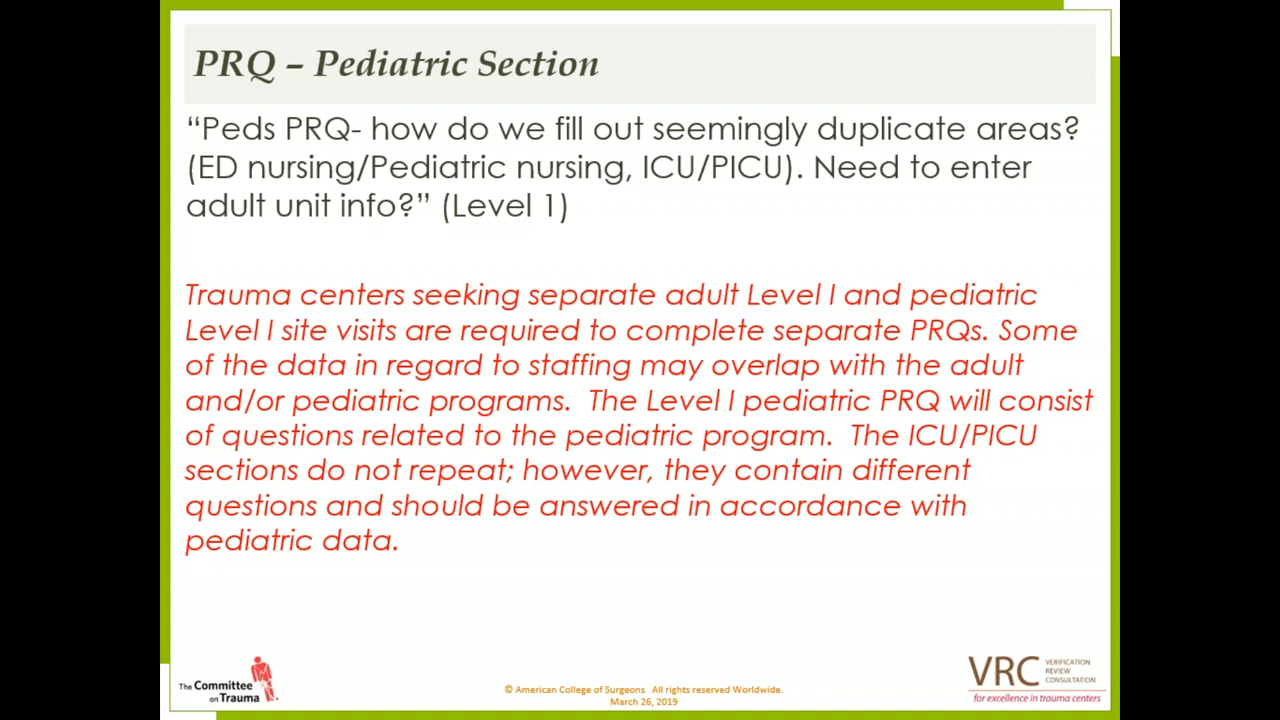 PRQ – Pediatric Section
“Peds PRQ- how do we fill out seemingly duplicate areas?
(ED nursing/Pediatric nursing, ICU/PICU). Need to enter
adult unit info?” (Level 1)
Trauma centers seeking separate adult Level I and pediatric
Level I site visits are required to complete separate PRQs. Some
of the data in regard to staffing may overlap with the adult
and/or pediatric programs.  The Level I pediatric PRQ will consist
of questions related to the pediatric program.  The ICU/PICU
sections do not repeat; however, they contain different
questions and should be answered in accordance with
pediatric data.
The Committee
on Trauma
© American College of Surgeons   All rights reserved Worldwide.
March 26, 2019
VRC
VERIFICATION
REVIEW
CONSULTATION
for excellence in trauma centers